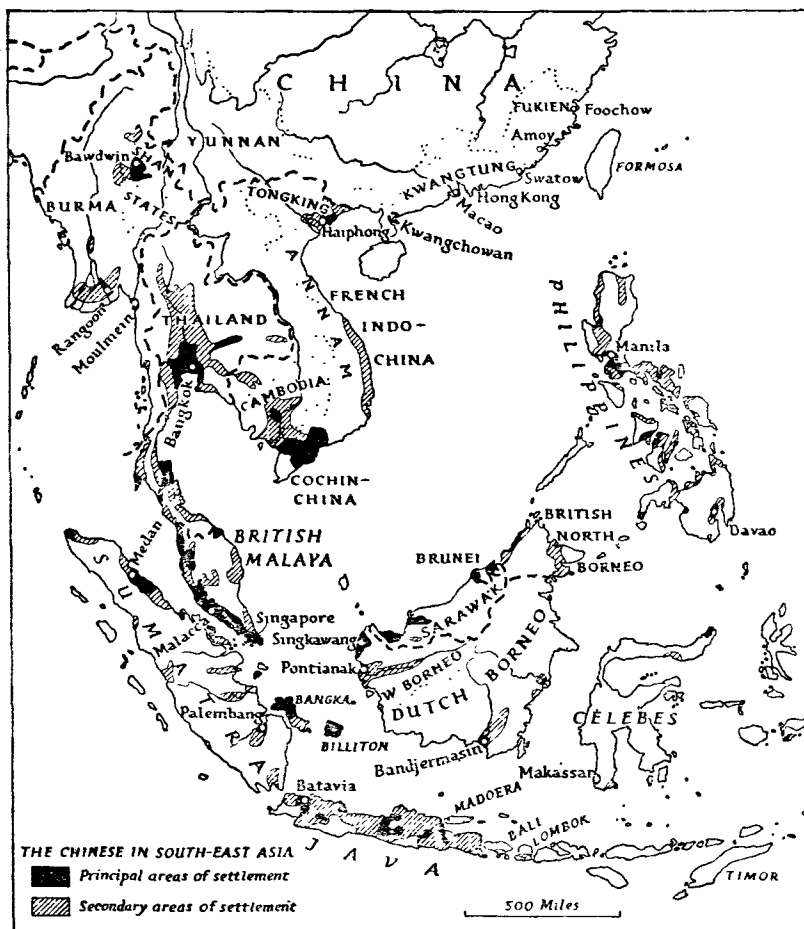 CHINA
FUKIEN
Foochow
Amoy
YUNNAN
Bawdwin
SHAN
STATES
BURMA
KWANGTUNG
Swatow
FORMOSA
Hong Kong
Macao
TONGKING
Haiphong
Kwangchowan
ANNAM
FRENCH
INDO-
CHINA
Rangoon
Moulmein
THAILAND
Bangkok
CAMBODIA
COCHIN-
CHINA
PHILIPPINES
Manila
Davao
BRITISH
MALAYA
Medan
SUMATRA
Malacca
Singapore
Singkawang
Pontianak
BRUNEI
BRITISH
NORTH
BORNEO
SARAWAK
W BORNEO
DUTCH
BORNEO
BANGKA
Palembang
BILLITON
CELEBES
Bandjermasin
Makassar
Batavia
MADOERA
BALI
LOMBOK
JAVA
TIMOR
THE CHINESE IN SOUTH-EAST ASIA
Principal areas of settlement
Secondary areas of settlement
500 Miles